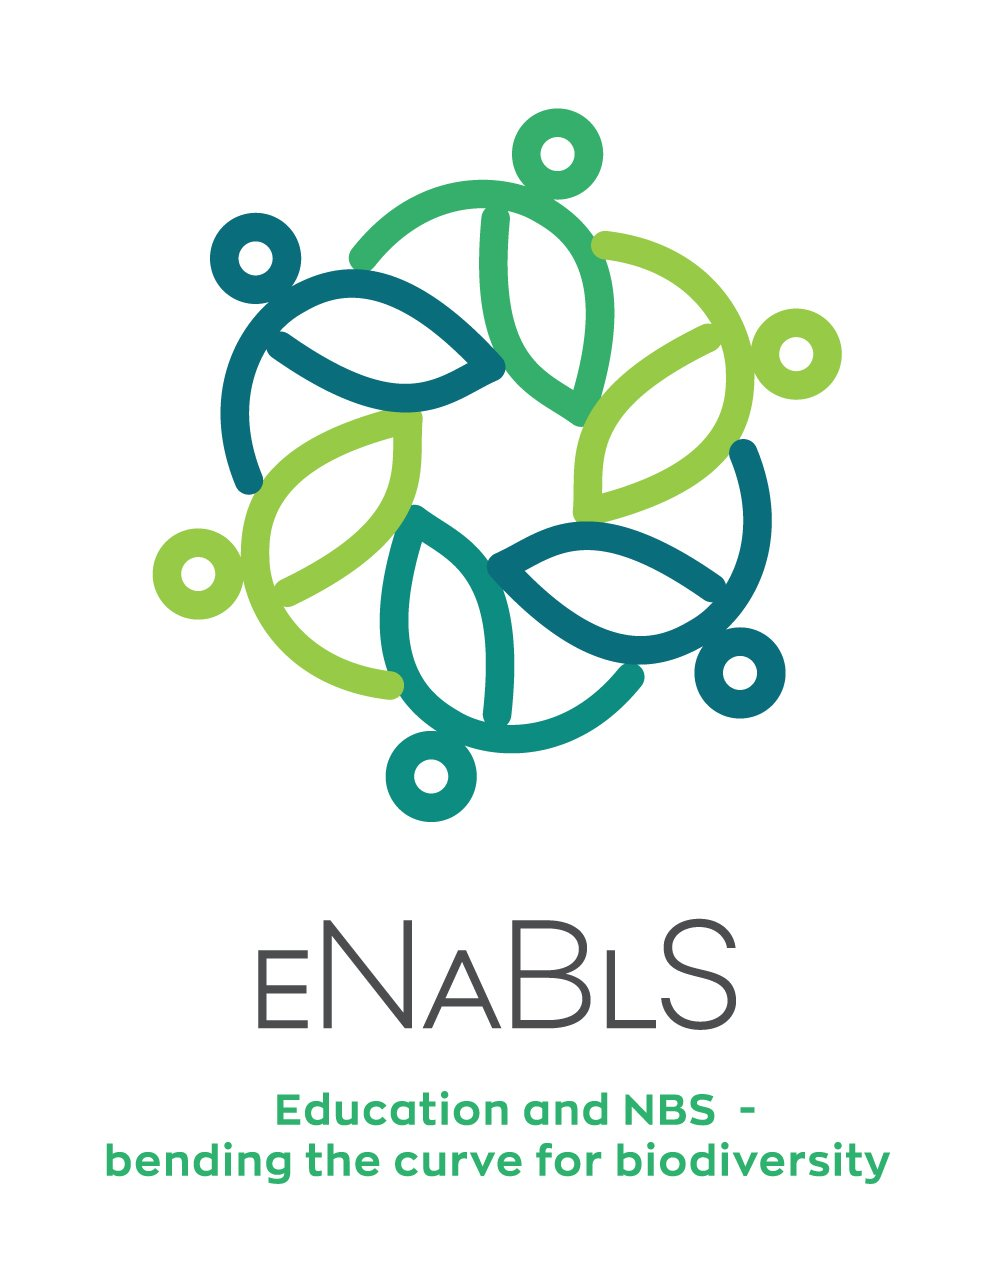 eNaBlS
Education and NBS -
bending the curve for biodiversity